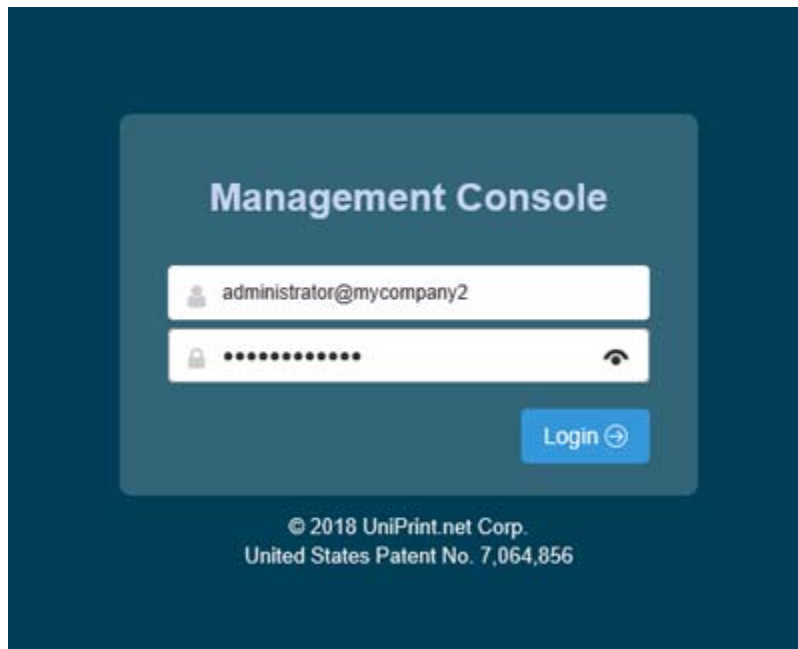 Management Console
administrator@mycompany2
••••••••••••
Login
© 2018 UniPrint.net Corp.
United States Patent No. 7,064,856